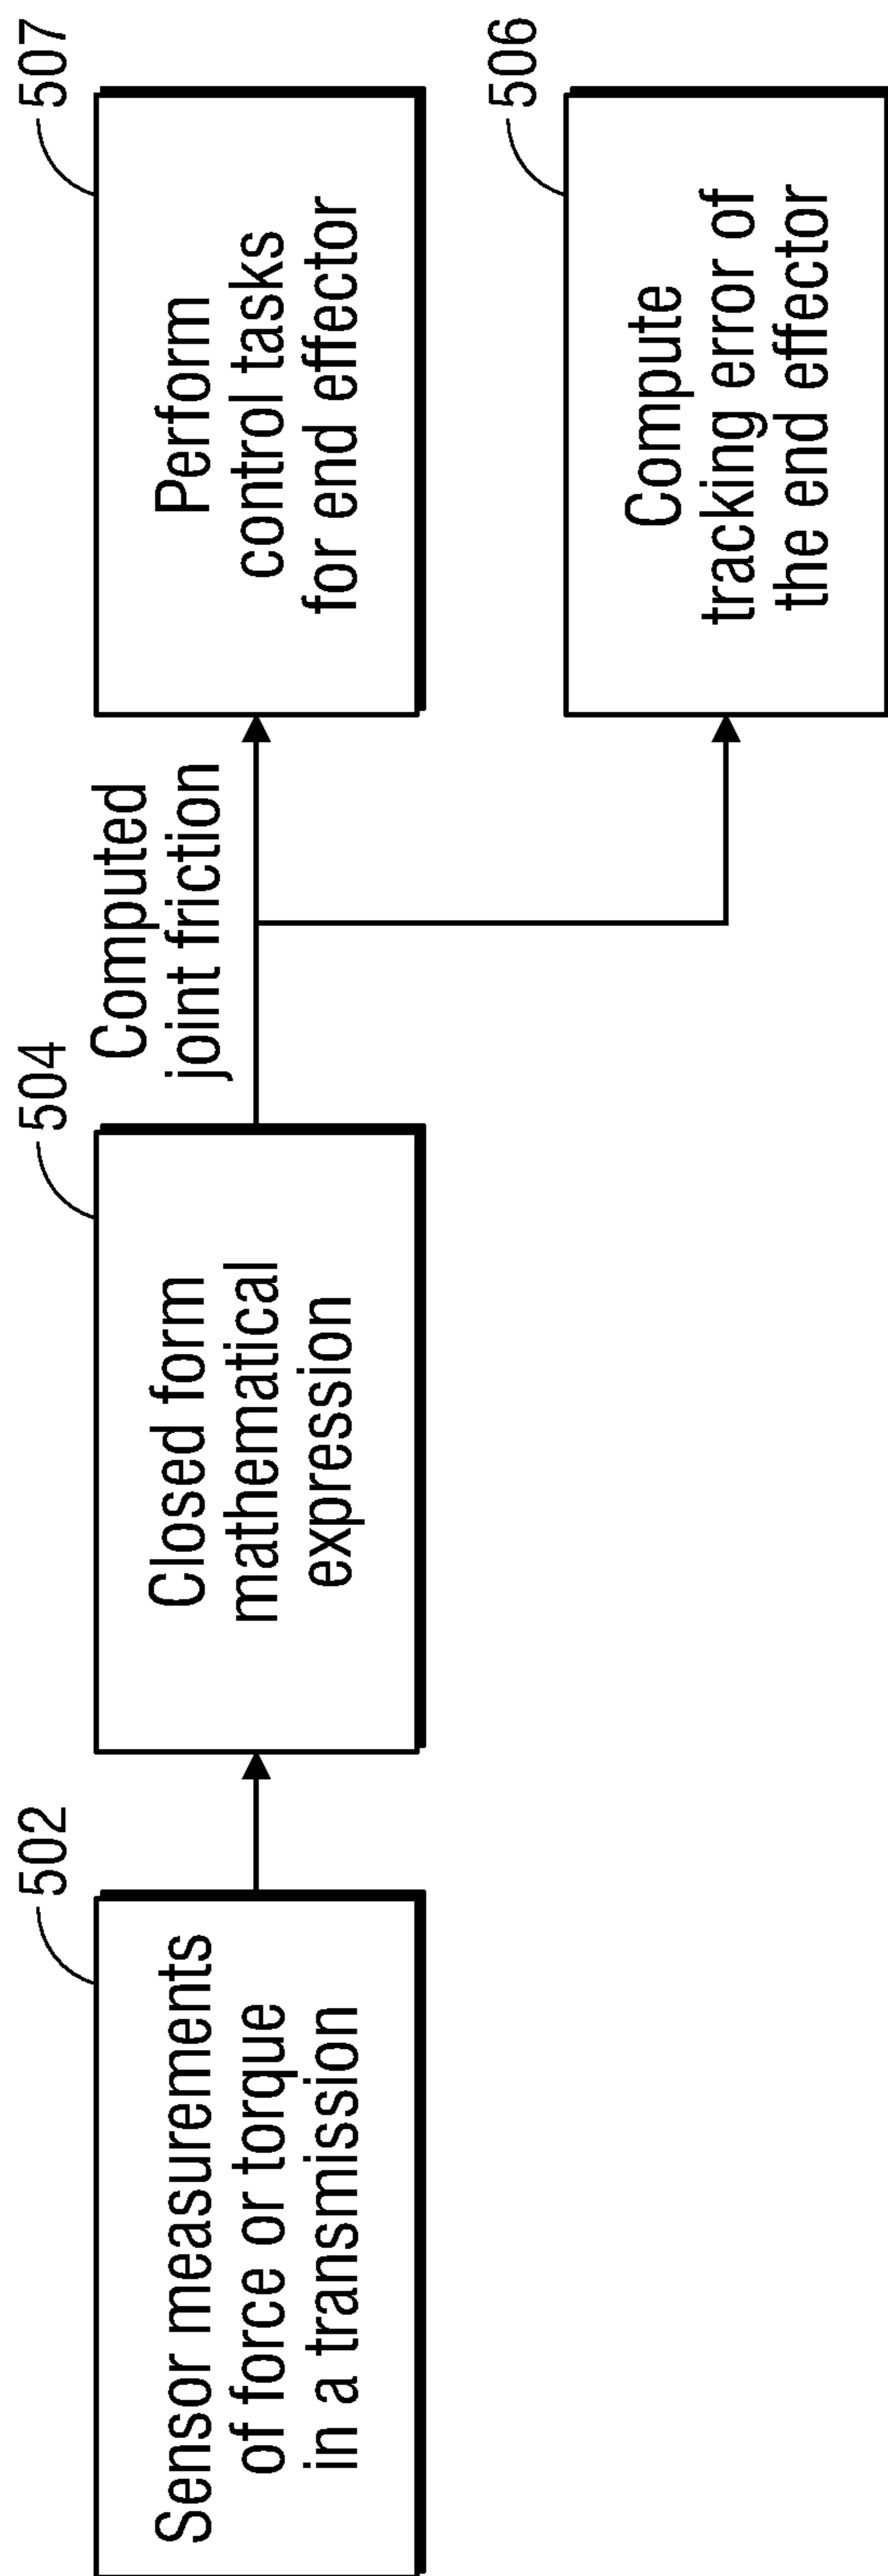 502
Sensor measurements
of force or torque
in a transmission
504
Closed form
mathematical
expression
Computed
joint friction
507
Perform
control tasks
for end effector
506
Compute
tracking error of
the end effector